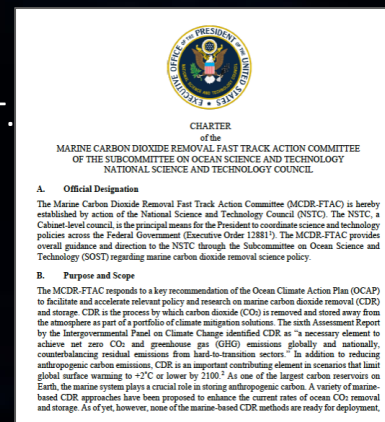 EXECUTIVE OFFICE OF THE PRESIDENT OF THE UNITED STATES
CHARTER
of the
MARINE CARBON DIOXIDE REMOVAL FAST TRACK ACTION COMMITTEE
OF THE SUBCOMMITTEE ON OCEAN SCIENCE AND TECHNOLOGY
NATIONAL SCIENCE AND TECHNOLOGY COUNCIL
A. Official Designation
The Marine Carbon Dioxide Removal Fast Track Action Committee (MCDR-FTAC) is hereby
established by action of the National Science and Technology Council (NSTC). The NSTC, a
Cabinet-level council, is the principal means for the President to coordinate science and technology
policies across the Federal Government (Executive Order 12881¹). The MCDR-FTAC provides
overall guidance and direction to the NSTC through the Subcommittee on Ocean Science and
Technology (SOST) regarding marine carbon dioxide removal science policy.
B. Purpose and Scope
The MCDR-FTAC responds to a key recommendation of the Ocean Climate Action Plan (OCAP)
to facilitate and accelerate relevant policy and research on marine carbon dioxide removal (CDR)
and storage. CDR is the process by which carbon dioxide (CO₂) is removed and stored away from
the atmosphere as part of a portfolio of climate mitigation solutions. The sixth Assessment Report
by the Intergovernmental Panel on Climate Change identified CDR as “a necessary element to
achieve net zero CO₂ and greenhouse gas (GHG) emissions globally and nationally,
counterbalancing residual emissions from hard-to-transition sectors.” In addition to reducing
anthropogenic carbon emissions, CDR is an important contributing element in scenarios that limit
global surface warming to +2°C or lower by 2100.² As one of the largest carbon reservoirs on
Earth, the marine system plays a crucial role in storing anthropogenic carbon. A variety of marine-
based CDR approaches have been proposed to enhance the current rates of ocean CO₂ removal
and storage. As of yet, however, none of the marine-based CDR methods are ready for deployment,